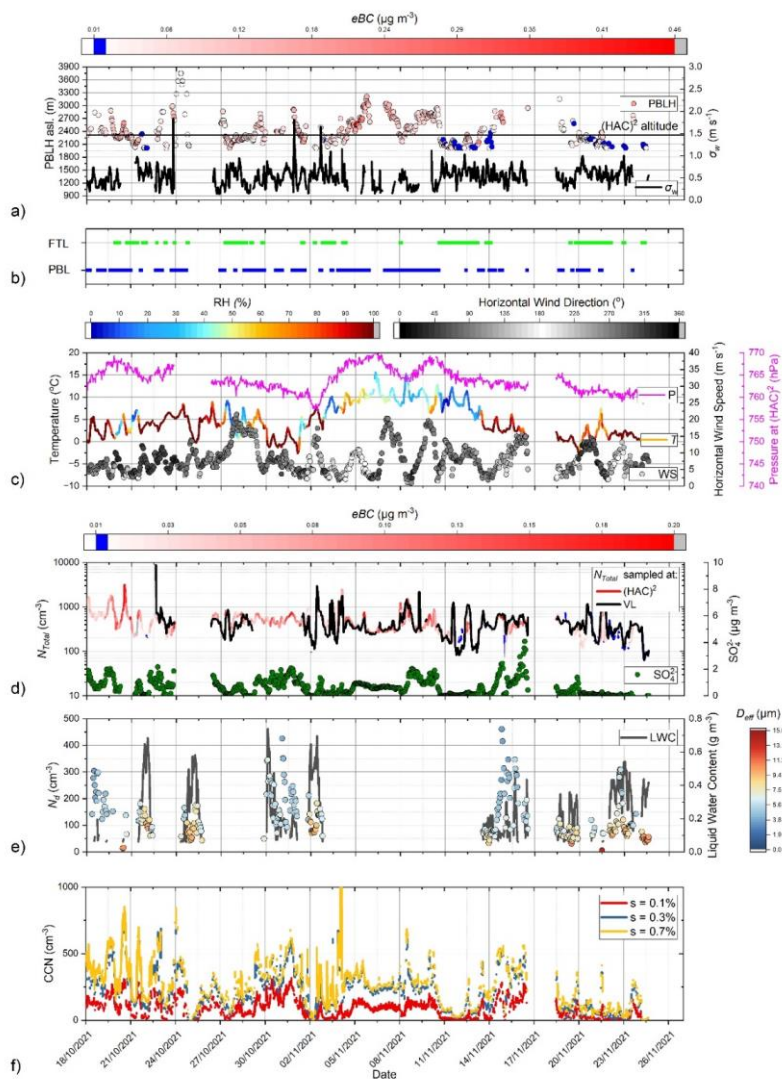 eBC (µg m⁻³)
0.01 0.06 0.12 0.18 0.24 0.29 0.35 0.41 0.46
3900 3600 3300 3000 2700 2400 2100 1800 1500 1200 900
PBLH asl. (m)
3.0 2.5 2.0 1.5 1.0 0.5 0.0
σw (m s⁻¹)
PBLH
(HAC)² altitude
σw
a)
FTL
PBL
b)
RH (%)
0 10 20 30 40 50 60 70 80 90 100
Horizontal Wind Direction (°)
0 45 90 135 180 225 270 315 360
20 15 10 5 0 −5 −10
Temperature (°C)
40 35 30 25 20 15 10 5 0
Horizontal Wind Speed (m s⁻¹)
770 765 760 755 750 745 740
Pressure at (HAC)² (hPa)
P
T
WS
c)
eBC (µg m⁻³)
0.01 0.03 0.05 0.08 0.10 0.13 0.15 0.18 0.20
10000 1000 100 10
NTotal (cm⁻³)
10 8 6 4 2 0
SO₄²⁻ (µg m⁻³)
NTotal sampled at:
(HAC)²
VL
SO₄²⁻
d)
500 400 300 200 100 0
Nd (cm⁻³)
0.8 0.6 0.4 0.2 0.0
Liquid Water Content (g m⁻³)
LWC
Deff (µm)
15.0
13.5
12.0
10.5
9.0
7.5
6.0
4.9
3.8
2.6
1.5
0.0
e)
1000 500 0
CCN (cm⁻³)
s = 0.1%
s = 0.3%
s = 0.7%
18/10/2021 21/10/2021 24/10/2021 27/10/2021 30/10/2021 02/11/2021 05/11/2021 08/11/2021 11/11/2021 14/11/2021 17/11/2021 20/11/2021 23/11/2021 26/11/2021
f)
Date